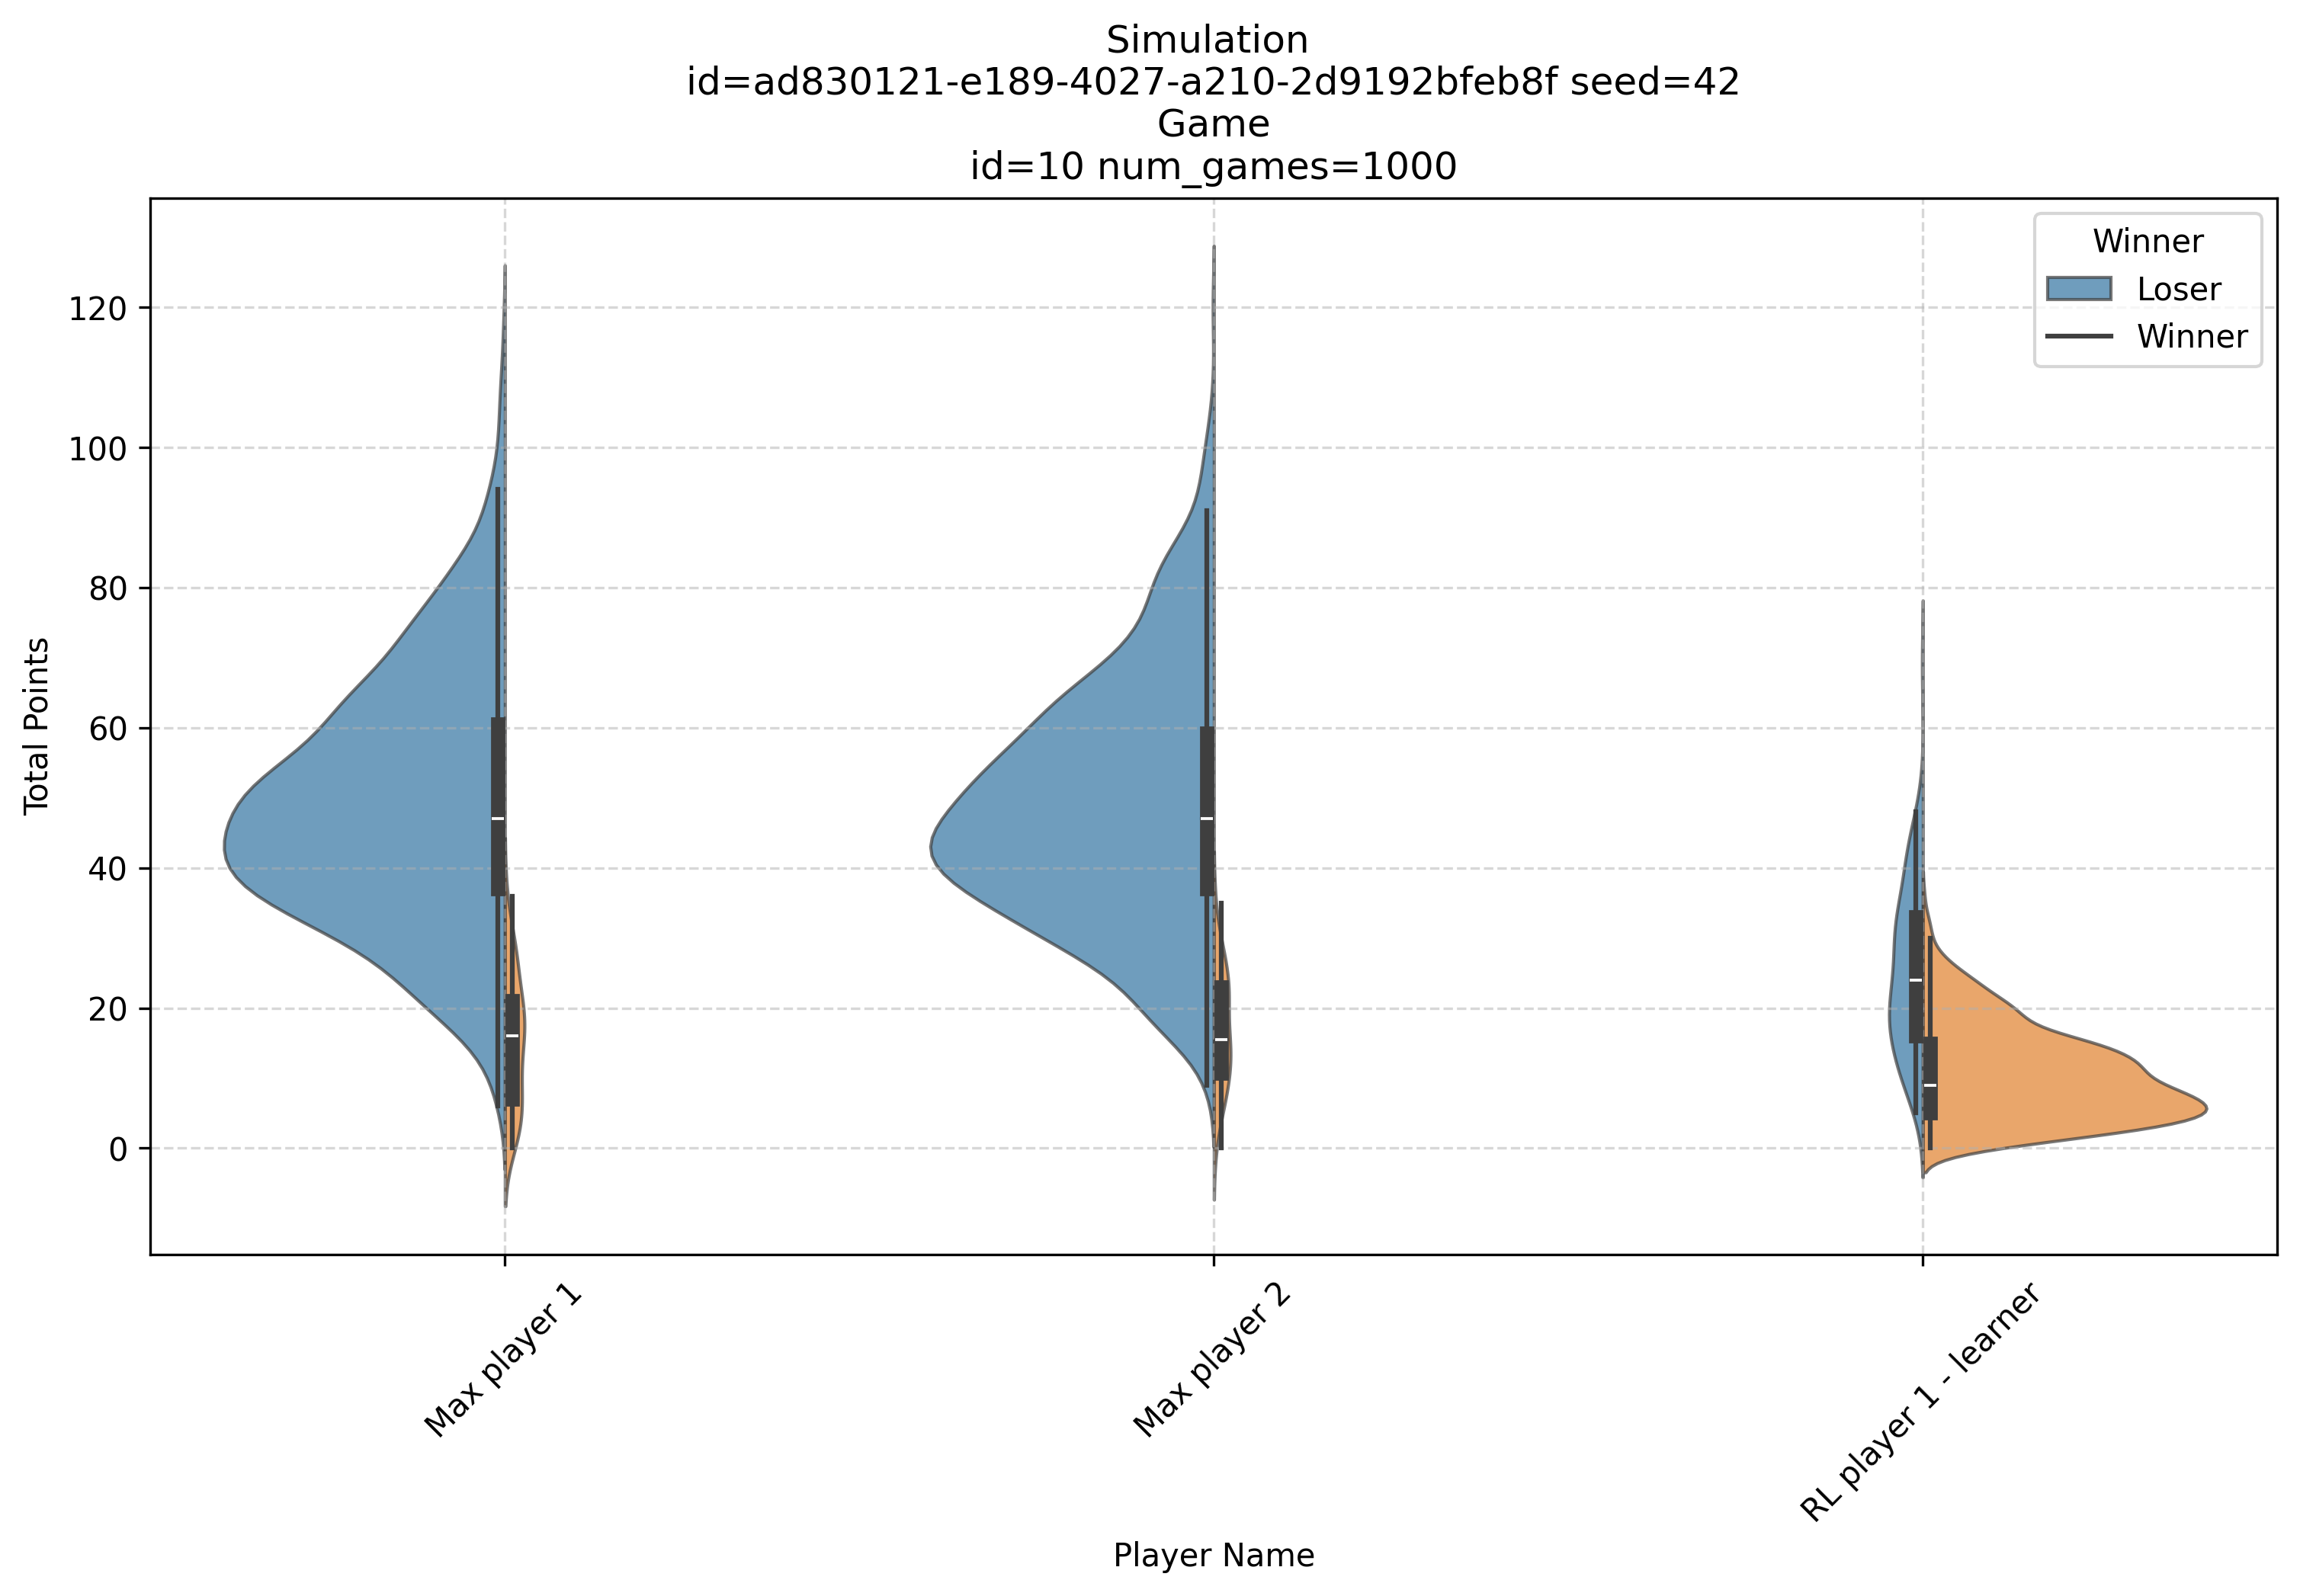 Simulation
id=ad830121-e189-4027-a210-2d9192bfeb8f seed=42
Game
id=10 num_games=1000
Winner
Loser
Winner
120
100
80
60
40
20
0
Total Points
Max player 1
Max player 2
RL player 1 - learner
Player Name